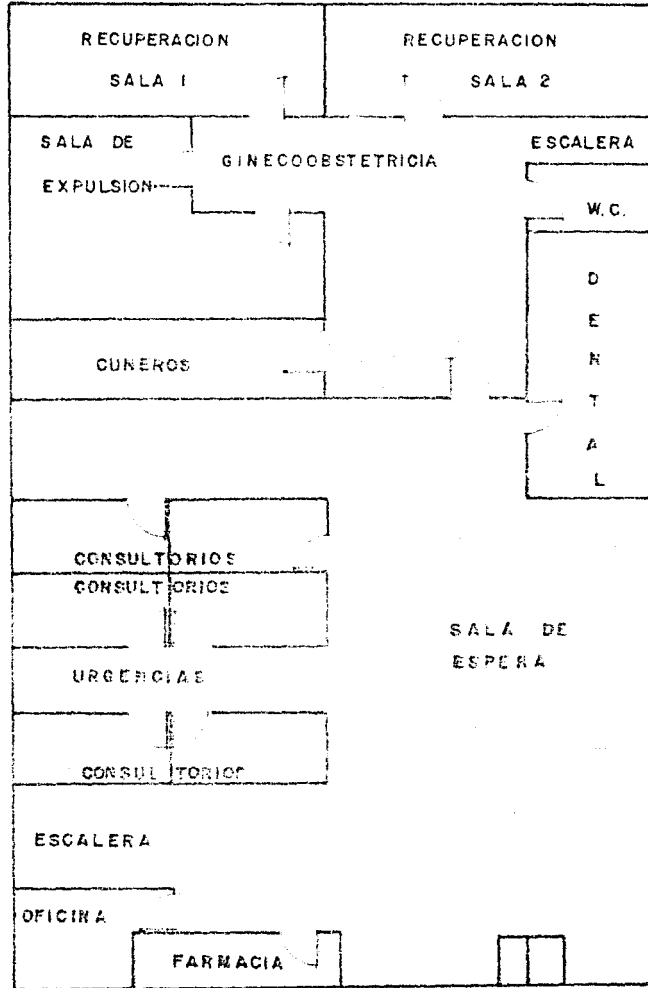 RECUPERACION
SALA 1
RECUPERACION
SALA 2
SALA DE
EXPULSION
GINECOOBSTETRICIA
ESCALERA
W.C.
DENTAL
CUNEROS
CONSULTORIOS
CONSULTORIOS
URGENCIAS
SALA DE
ESPERA
CONSULTORIOS
ESCALERA
OFICINA
FARMACIA